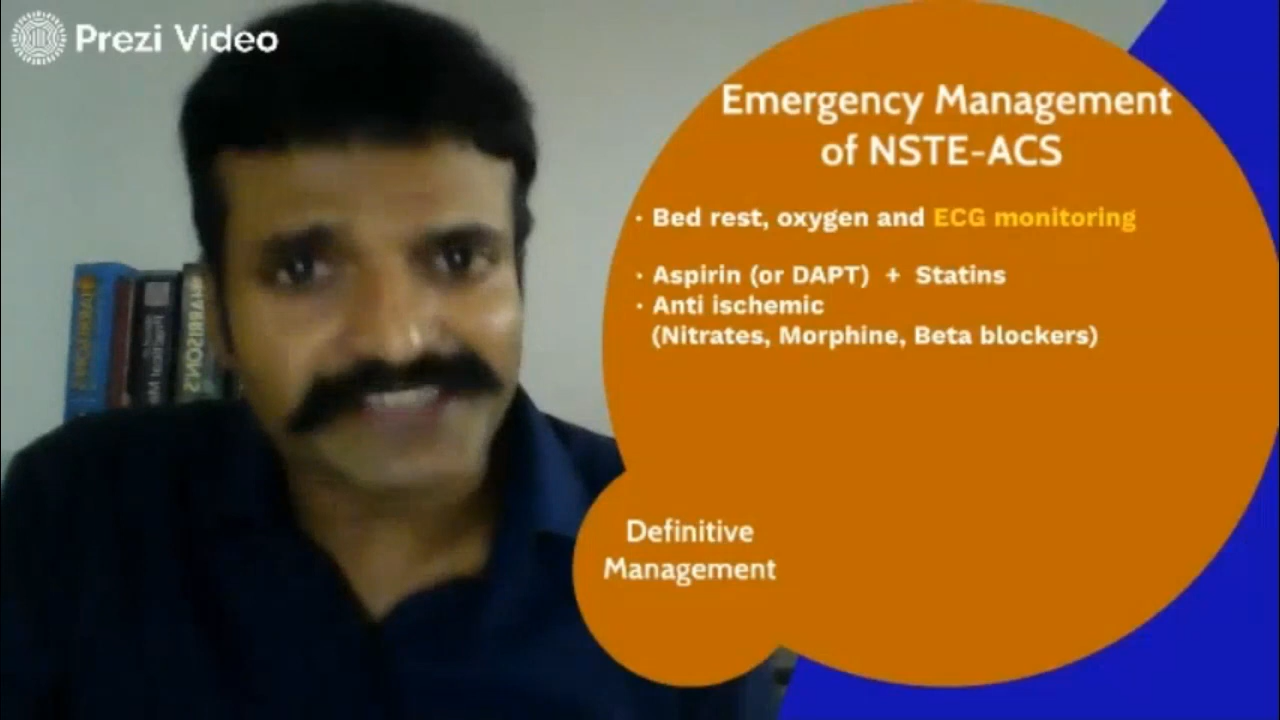 Prezi Video
Emergency Management
of NSTE-ACS
· Bed rest, oxygen and ECG monitoring
· Aspirin (or DAPT) + Statins
· Anti ischemic
(Nitrates, Morphine, Beta blockers)
Definitive
Management
HARRISON'S